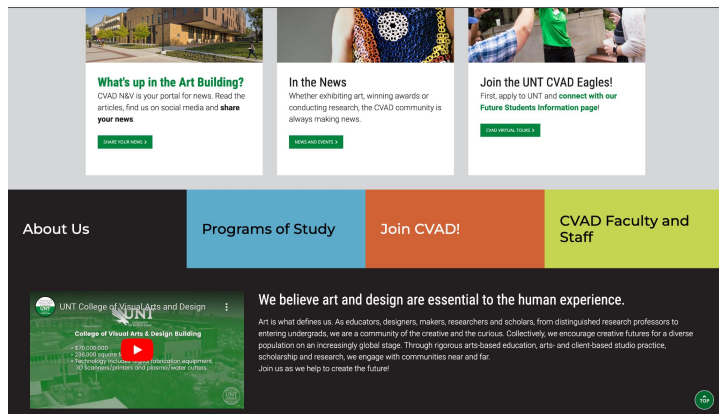 What's up in the Art Building?
CVAD N&V is your portal for news. Read the
articles, find us on social media and share
your news.
SHARE YOUR NEWS >
In the News
Whether exhibiting art, winning awards or
conducting research, the CVAD community is
always making news.
NEWS AND EVENTS >
Join the UNT CVAD Eagles!
First, apply to UNT and connect with our
Future Students Information page!
CVAD VIRTUAL TOURS >
About Us
Programs of Study
Join CVAD!
CVAD Faculty and
Staff
UNT College of Visual Arts and Design
UNT
College of Visual Arts & Design Building
• $70,000,000
• 238,000 square
• Technology includes fabrication equipment,
3D scanners/printers and plasma/water cutters
We believe art and design are essential to the human experience.
Art is what defines us. As educators, designers, makers, researchers and scholars, from distinguished research professors to
entering undergrads, we are a community of the creative and the curious. Collectively, we encourage creative futures for a diverse
population on an increasingly global stage. Through rigorous arts-based education, arts- and client-based studio practice,
scholarship and research, we engage with communities near and far.
Join us as we help to create the future!
TOP